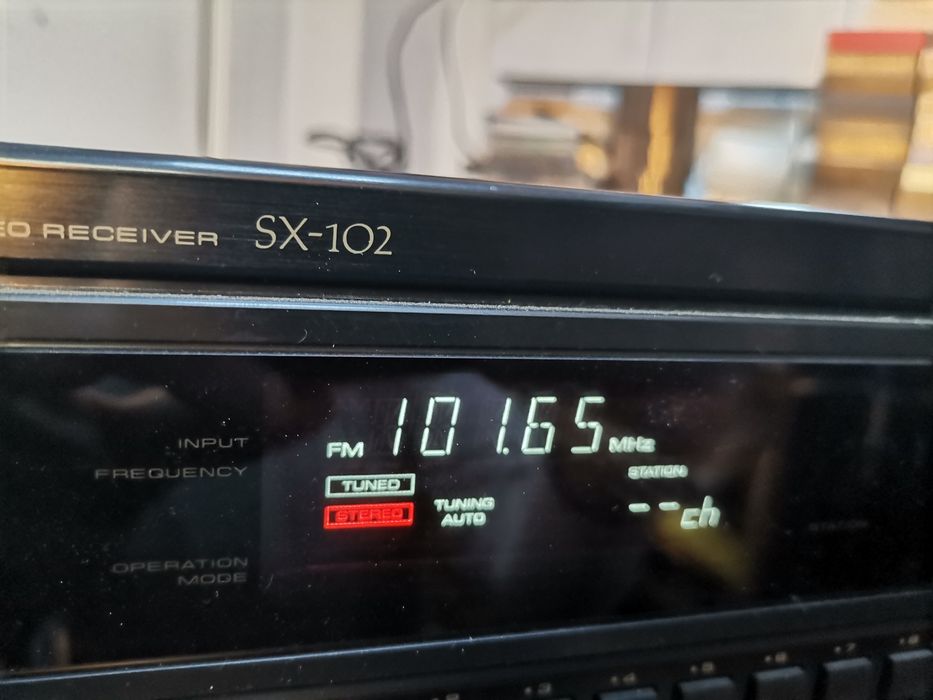 EO RECEIVER SX-102
INPUT
FREQUENCY
FM 101.65 MHz
TUNED
STEREO
TUNING
AUTO
STATION
--ch
OPERATION
MODE